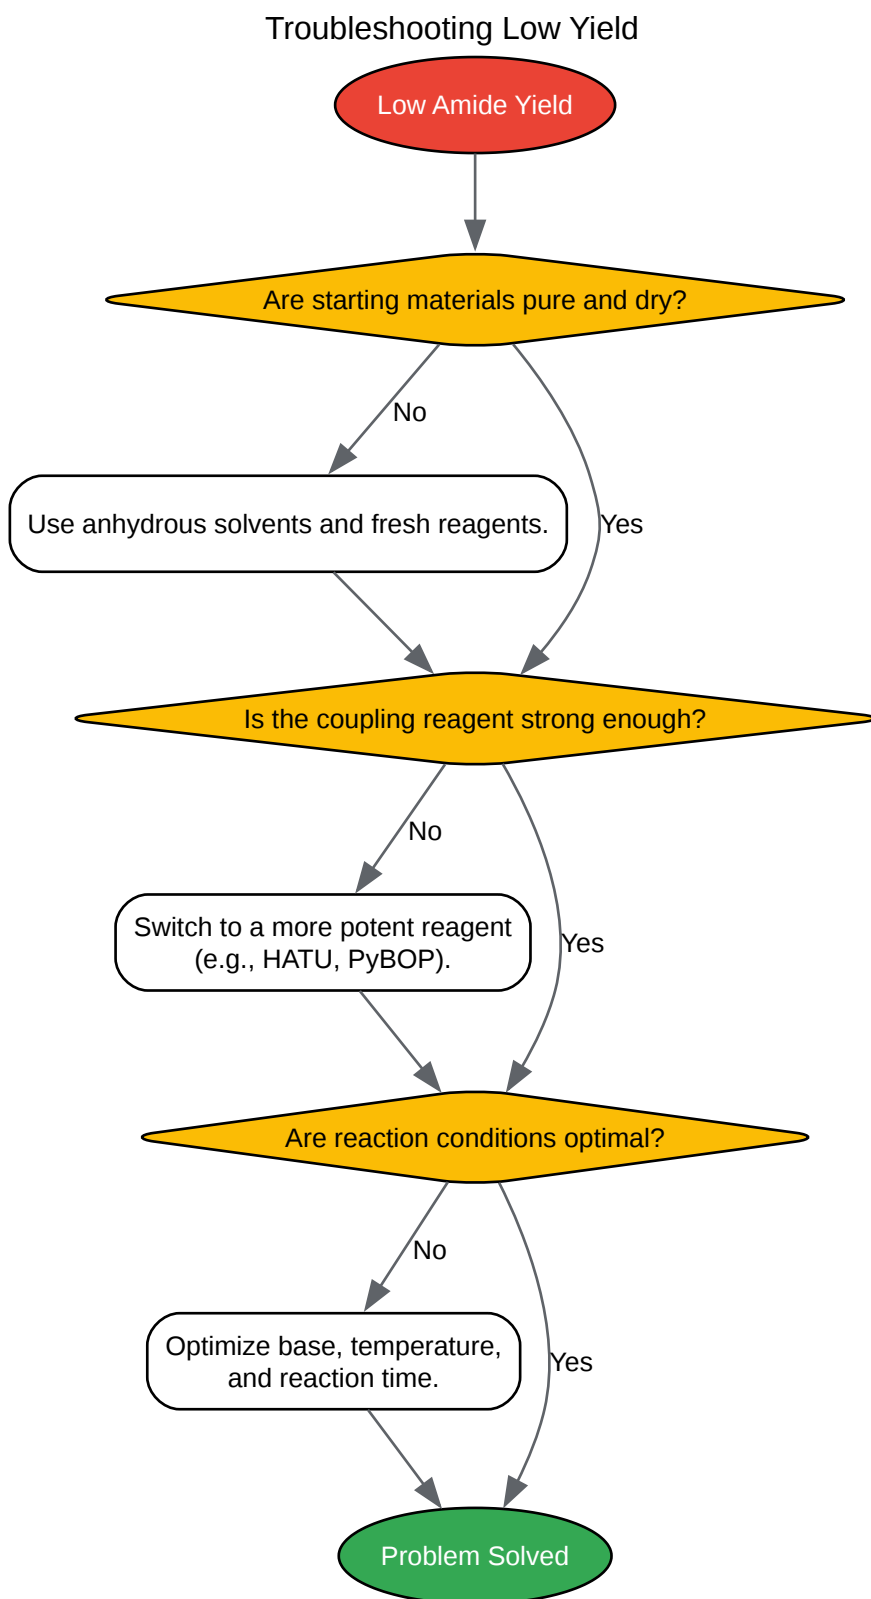 Troubleshooting Low Yield
Low Amide Yield
Are starting materials pure and dry?
No
Use anhydrous solvents and fresh reagents.
Yes
Is the coupling reagent strong enough?
No
Switch to a more potent reagent
(e.g., HATU, PyBOP).
Yes
Are reaction conditions optimal?
No
Optimize base, temperature,
and reaction time.
Yes
Problem Solved